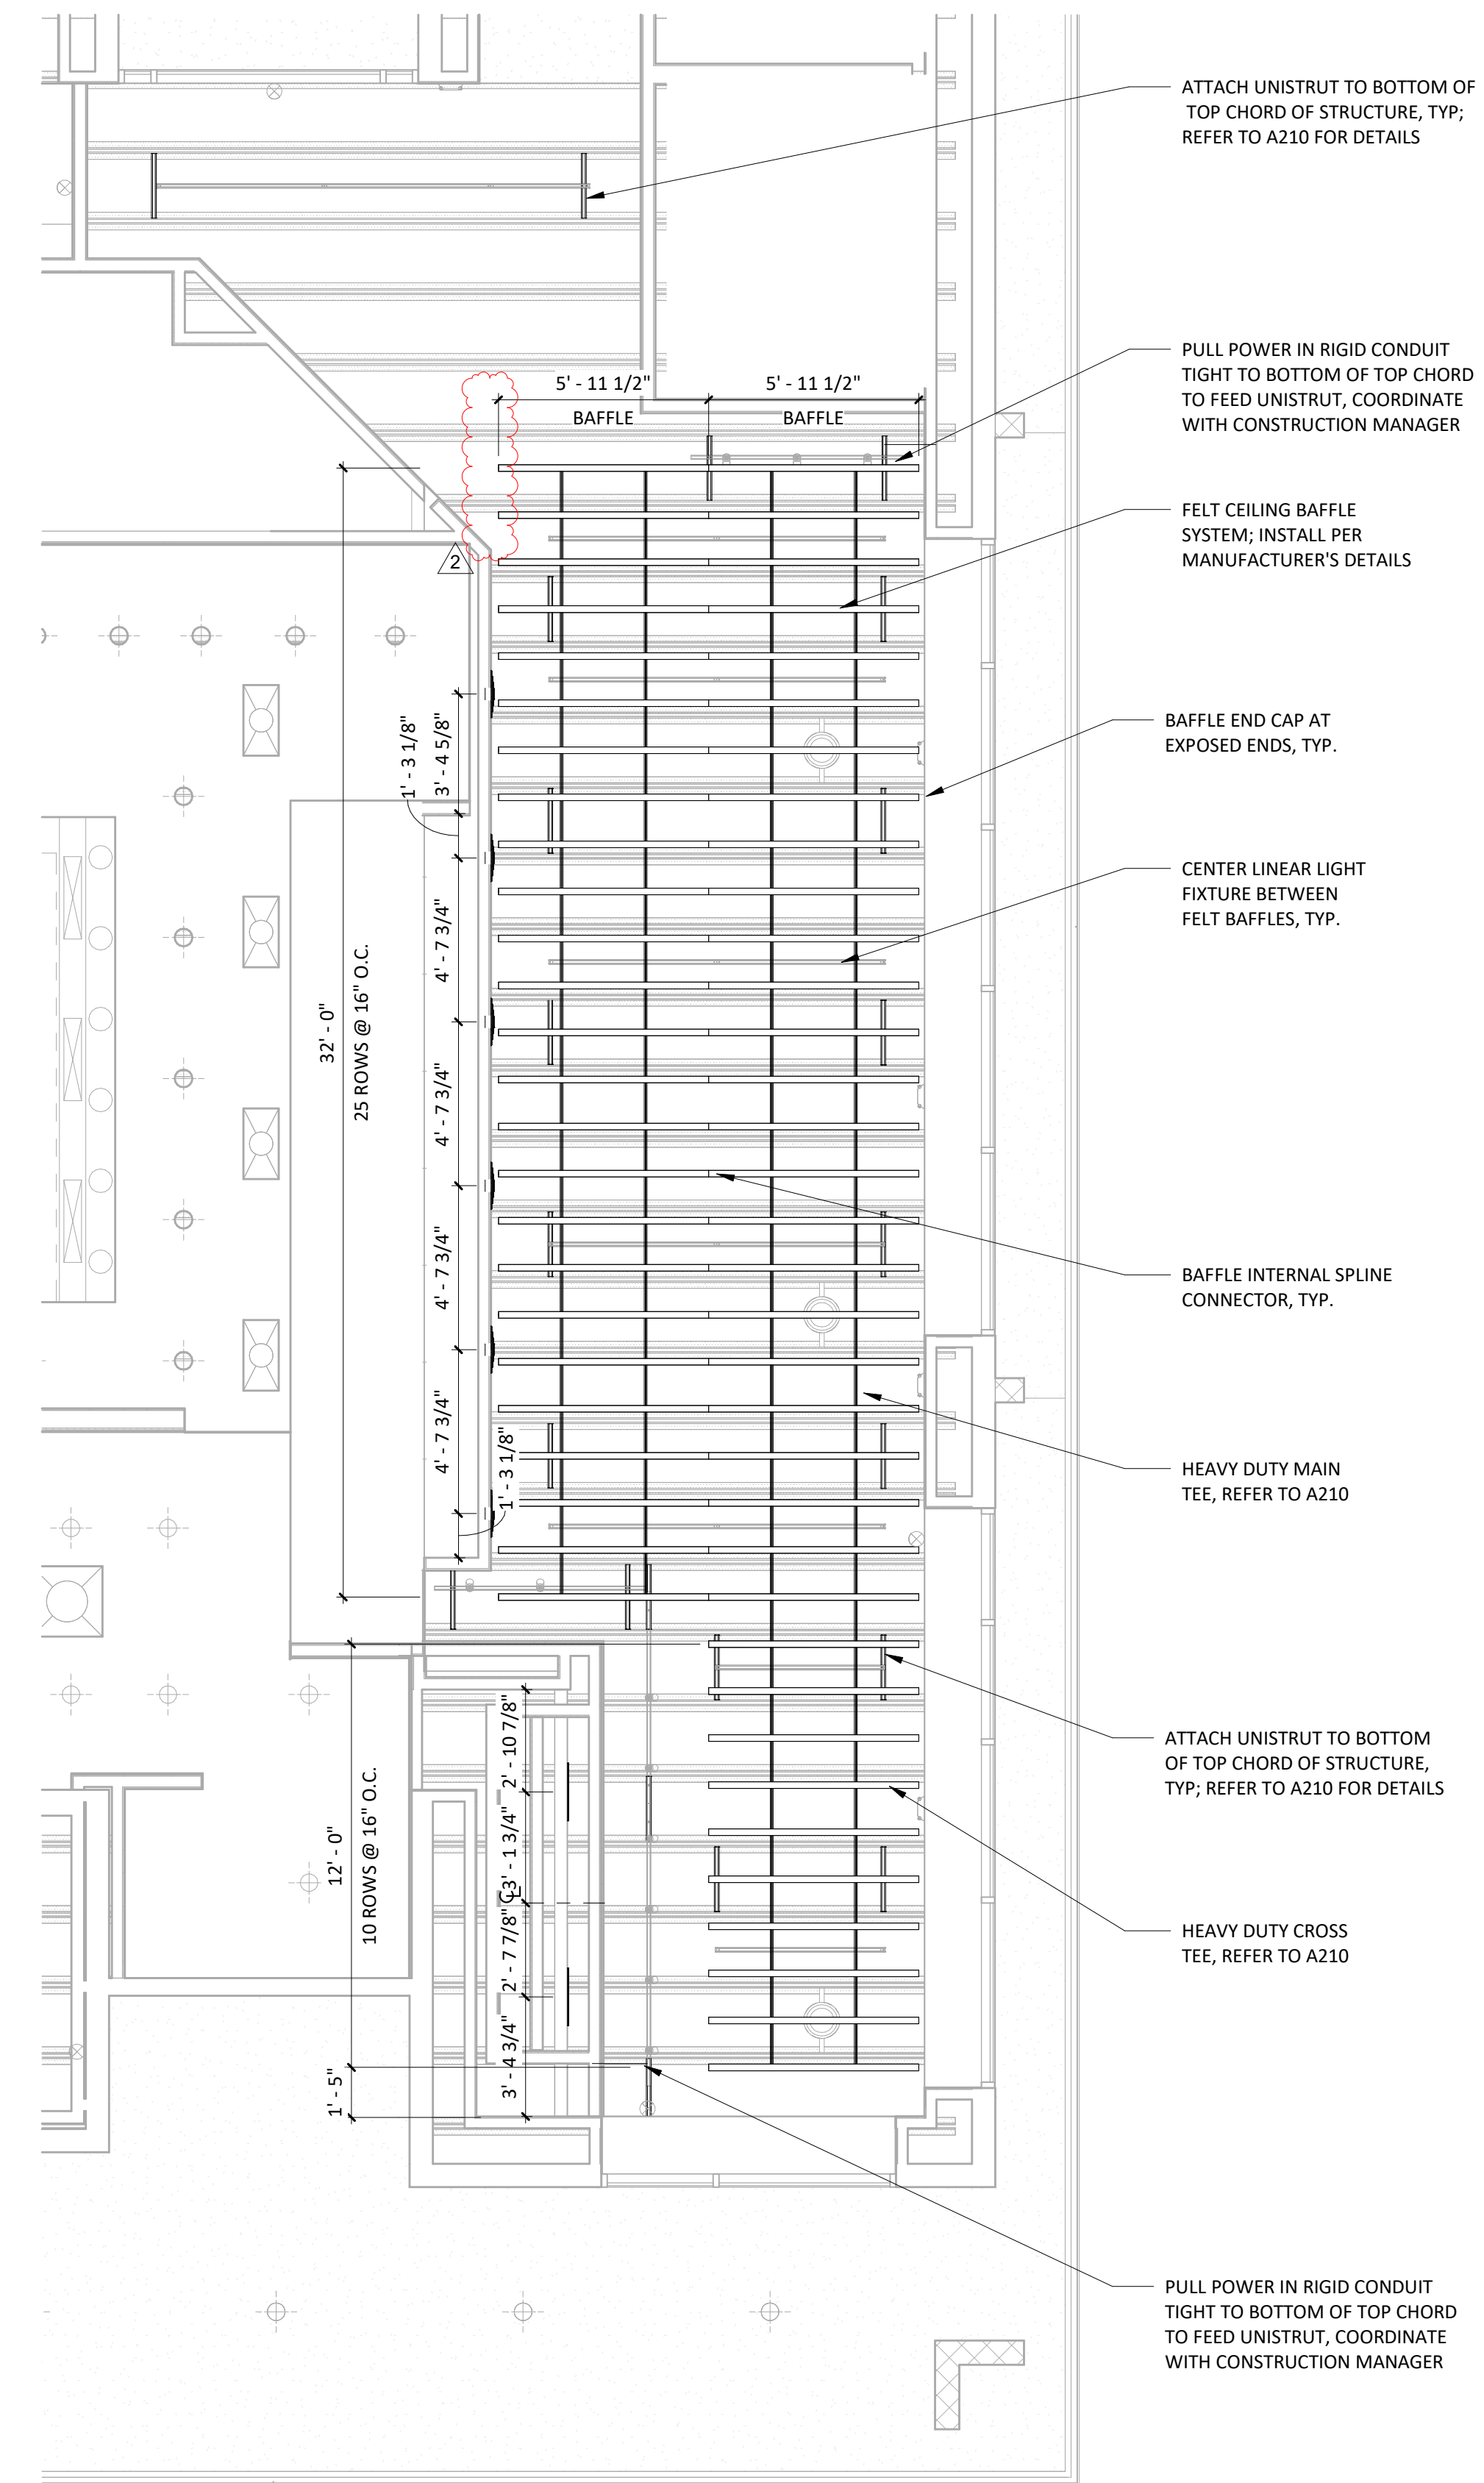 ATTACH UNISTRUT TO BOTTOM OF
TOP CHORD OF STRUCTURE, TYP;
REFER TO A210 FOR DETAILS
PULL POWER IN RIGID CONDUIT
TIGHT TO BOTTOM OF TOP CHORD
TO FEED UNISTRUT, COORDINATE
WITH CONSTRUCTION MANAGER
5' - 11 1/2"
5' - 11 1/2"
BAFFLE
BAFFLE
FELT CEILING BAFFLE
SYSTEM; INSTALL PER
MANUFACTURER'S DETAILS
2
BAFFLE END CAP AT
EXPOSED ENDS, TYP.
1' - 3 1/8"
3' - 4 5/8"
CENTER LINEAR LIGHT
FIXTURE BETWEEN
FELT BAFFLES, TYP.
4' - 7 3/4"
32' - 0"
25 ROWS @ 16" O.C.
4' - 7 3/4"
4' - 7 3/4"
4' - 7 3/4"
1' - 3 1/8"
BAFFLE INTERNAL SPLINE
CONNECTOR, TYP.
HEAVY DUTY MAIN
TEE, REFER TO A210
ATTACH UNISTRUT TO BOTTOM
OF TOP CHORD OF STRUCTURE,
TYP; REFER TO A210 FOR DETAILS
2' - 10 7/8"
3' - 1 3/4"
CL
2' - 7 7/8"
3' - 4 3/4"
12' - 0"
10 ROWS @ 16" O.C.
1' - 5"
HEAVY DUTY CROSS
TEE, REFER TO A210
PULL POWER IN RIGID CONDUIT
TIGHT TO BOTTOM OF TOP CHORD
TO FEED UNISTRUT, COORDINATE
WITH CONSTRUCTION MANAGER